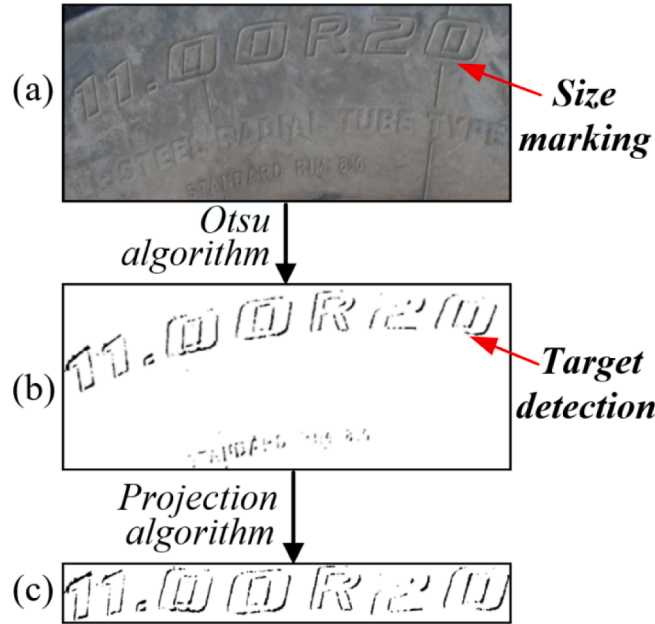 (a)
11.00R20
STEEL RADIAL TUBE TYPE
STANDARD RIM 8.0
Size
marking
Otsu
algorithm
(b)
11.00R20
STANDARD
Target
detection
Projection
algorithm
(c)
11.00R20